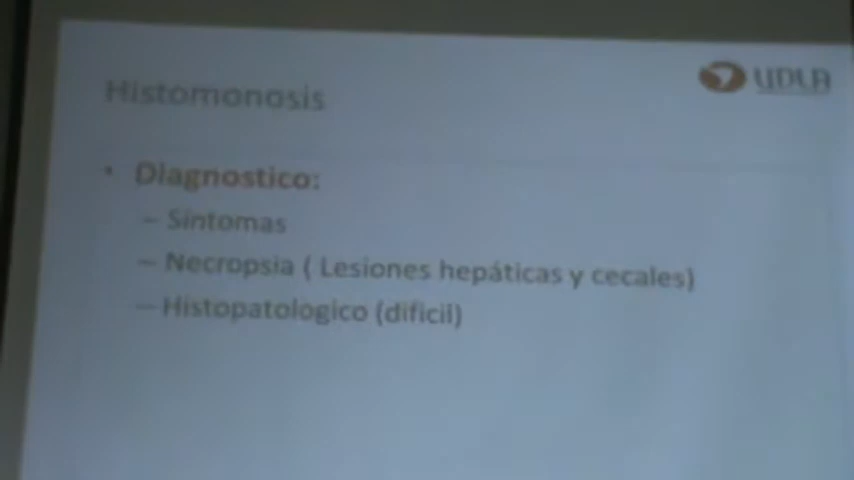 Histomonosis
UDLA
• Diagnostico:
– Sintomas
– Necropsia ( Lesiones hepáticas y cecales)
– Histopatologico (dificil)